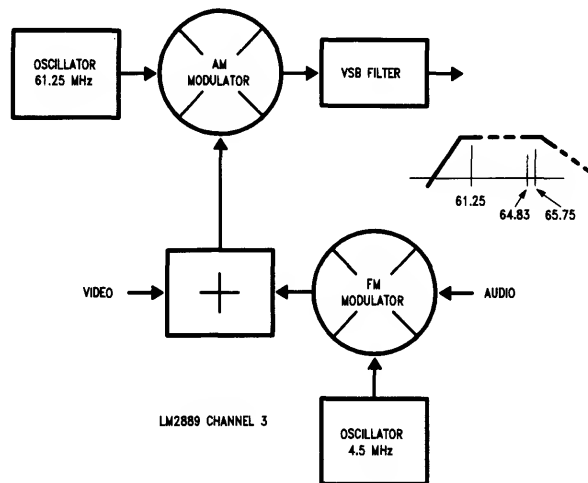 OSCILLATOR
61.25 MHz
AM
MODULATOR
VSB FILTER
61.25
64.83
65.75
VIDEO
+
FM
MODULATOR
AUDIO
LM2889 CHANNEL 3
OSCILLATOR
4.5 MHz